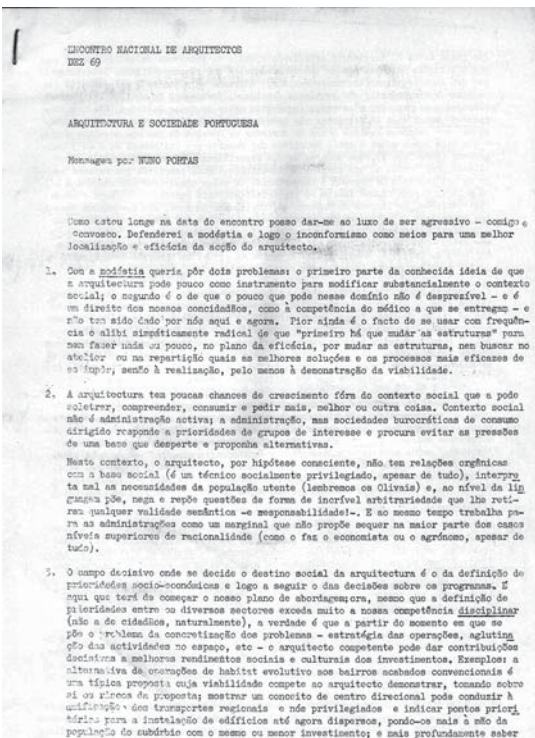 ENCONTRO NACIONAL DE ARQUITECTOS
DEZ 69
ARQUITECTURA E SOCIEDADE PORTUGUESA
Mensagem por NUNO PORTAS
Como estou longe na data do encontro posso dar-me ao luxo de ser agressivo - comigo e
convosco. Defenderei a modéstia e logo o inconformismo como meios para uma melhor
localização e eficácia da acção do arquitecto.
1. Com a modéstia queria pôr dois problemas: o primeiro parte da conhecida ideia de que
a arquitectura pode pouco como instrumento para modificar substancialmente o contexto
social; o segundo é o de que o pouco que pode nesse domínio não é desprezível - e é
um direito dos nossos concidadãos, como a competência do médico a que se entregam - e
não tem sido dado por nós aqui e agora. Pior ainda é o facto de se usar com frequên-
cia o alibi simpáticamente radical de que "primeiro há que mudar as estruturas" para
nem fazer nada ou pouco, no plano da eficácia, por mudar as estruturas, nem buscar no
atelier ou na repartição quais as melhores soluções e os processos mais eficazes de
as impôr, senão à realização, pelo menos à demonstração da viabilidade.
2. A arquitectura tem poucas chances de crescimento fóra do contexto social que a pode
soletrar, compreender, consumir e pedir mais, melhor ou outra coisa. Contexto social
não é administração activa; a administração, mas sociedades burocráticas de consumo
dirigido responde a prioridades de grupos de interesse e procura evitar as pressões
de uma base que desperte e proponha alternativas.
Neste contexto, o arquitecto, por hipótese consciente, não tem relações orgânicas
com a base social (é um técnico socialmente privilegiado, apesar de tudo), interpre
ta mal as necesidades da população utente (lembremos os Olivais) e, ao nível da lin
guagem põe, nega e repõe questões de forma de incrível arbitrariedade que lhe reti-
ram qualquer validade semântica -e responsabilidade!-. E ao mesmo tempo trabalha pa-
ra as administrações como um marginal que não propõe sequer na maior parte dos casos
níveis superiores de racionalidade (como o faz o economista ou o agrónomo, apesar de
tudo).
3. O campo decisivo onde se decide o destino social da arquitectura é o da definição de
prioridades socio-económicas e logo a seguir o das decisões sobre os programas. É
aqui que terá de começar o nosso plano de abordagem; ora, mesmo que a definição de
prioridades entre os diversos sectores exceda muito a nossa competência disciplinar
(não a de cidadãos, naturalmente), a verdade é que a partir do momento em que se
põe o problema da concretização dos problemas - estratégia das operações, aglutina
ção das actividades no espaço, etc - o arquitecto competente pode dar contribuições
decisivas a melhores rendimentos sociais e culturais dos investimentos. Exemplos: a
alternativa de operações de habitat evolutivo aos bairros acabados convencionais é
uma típica proposta cuja viabilidade compete ao arquitecto demonstrar, tomando sobre
si os riscos da proposta; mostrar um conceito de centro direcional pode conduzir à
unificação dos transportes regionais e nós privilegiados e indicar pontos priori
tários para a instalação de edifícios até agora dispersos, pondo-os mais à mão da
população do subúrbio com o mesmo ou menor investimento; e mais profundamente saber